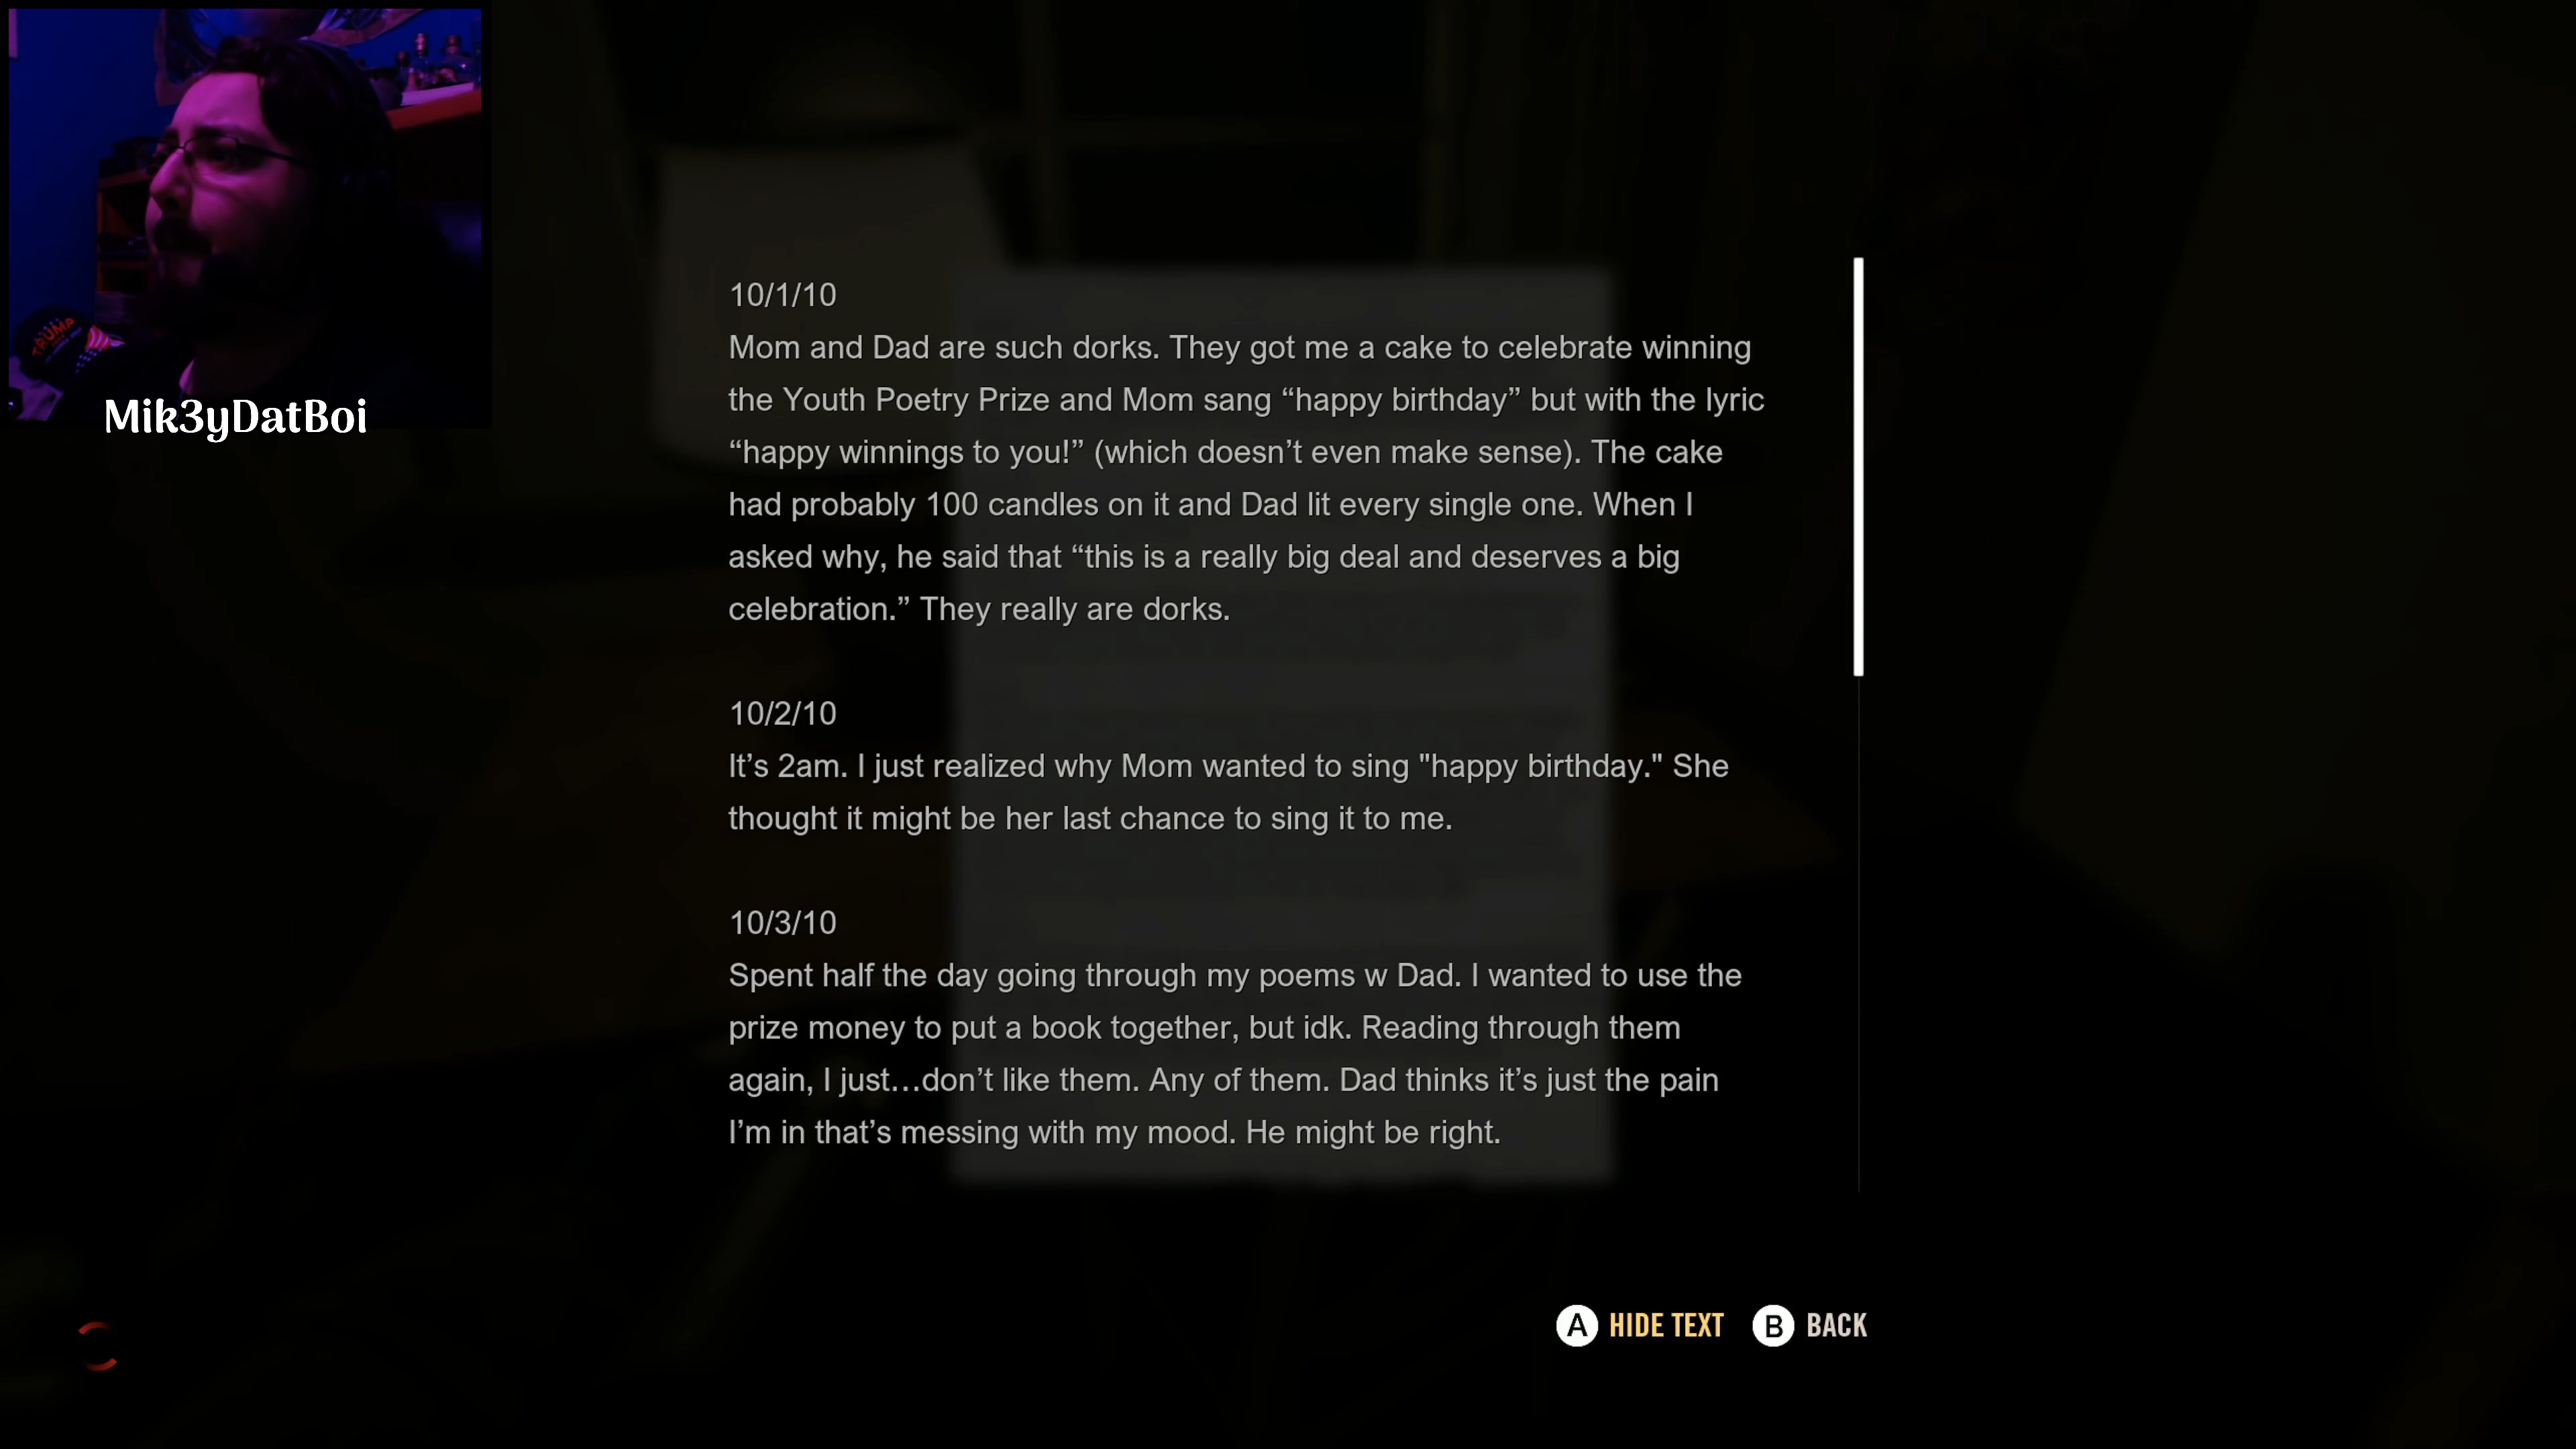 TRUMP
Mik3yDatBoi
10/1/10
Mom and Dad are such dorks. They got me a cake to celebrate winning
the Youth Poetry Prize and Mom sang “happy birthday” but with the lyric
“happy winnings to you!” (which doesn’t even make sense). The cake
had probably 100 candles on it and Dad lit every single one. When I
asked why, he said that “this is a really big deal and deserves a big
celebration.” They really are dorks.
10/2/10
It’s 2am. I just realized why Mom wanted to sing "happy birthday." She
thought it might be her last chance to sing it to me.
10/3/10
Spent half the day going through my poems w Dad. I wanted to use the
prize money to put a book together, but idk. Reading through them
again, I just…don’t like them. Any of them. Dad thinks it’s just the pain
I’m in that’s messing with my mood. He might be right.
A HIDE TEXT B BACK